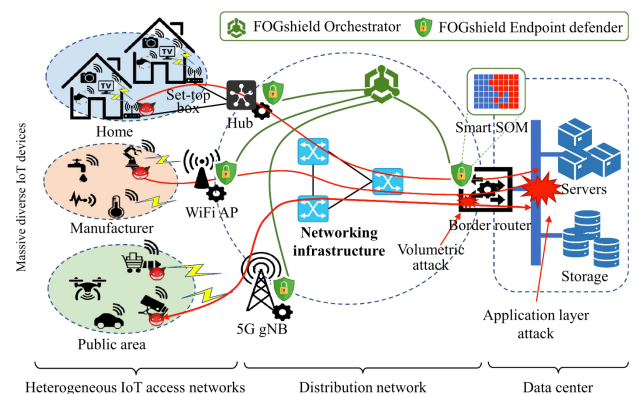 FOGshield Orchestrator
FOGshield Endpoint defender
Massive diverse IoT devices
TV
TV
Home
Set-top
box
Hub
Smart SOM
Manufacturer
WiFi AP
Networking
infrastructure
Border router
Servers
Volumetric
attack
Storage
Public area
5G gNB
Application layer
attack
Heterogeneous IoT access networks
Distribution network
Data center